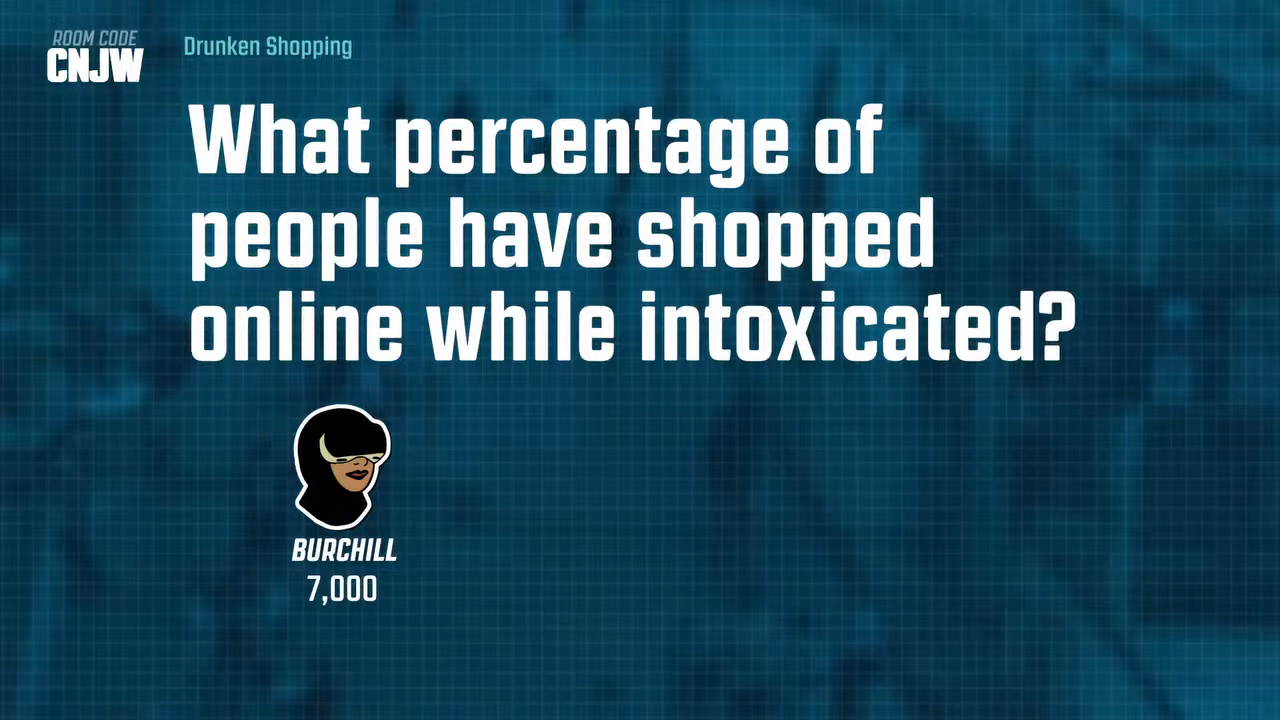 ROOM CODE
CNJW
Drunken Shopping
What percentage of
people have shopped
online while intoxicated?
BURCHILL
7,000